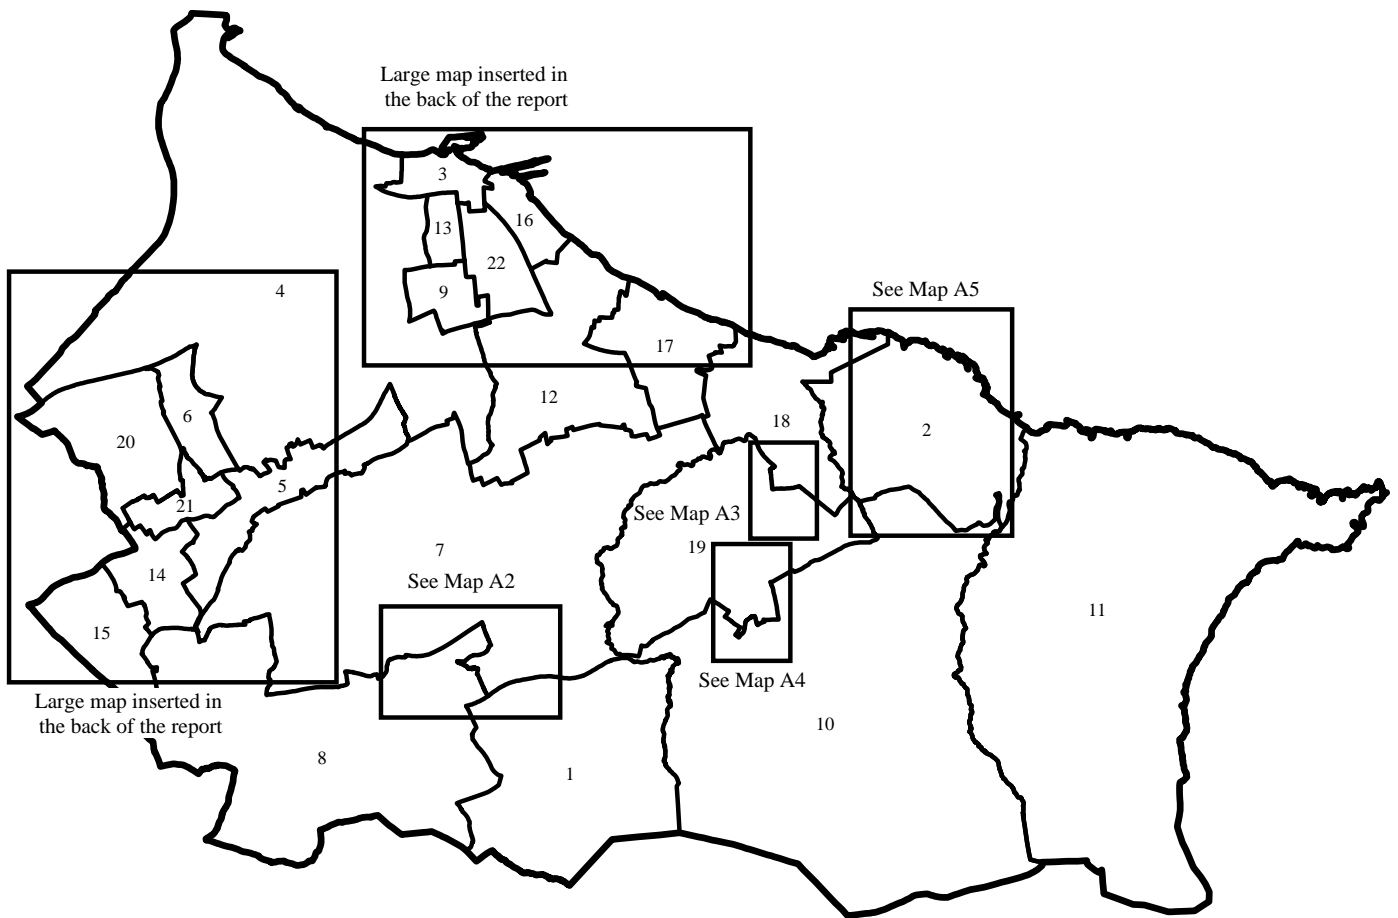 Large map inserted in
the back of the report
3
16
13
22
9
4
See Map A5
17
12
6
20
18
2
5
21
See Map A3
19
7
14
See Map A2
11
15
See Map A4
Large map inserted in
the back of the report
10
8
1